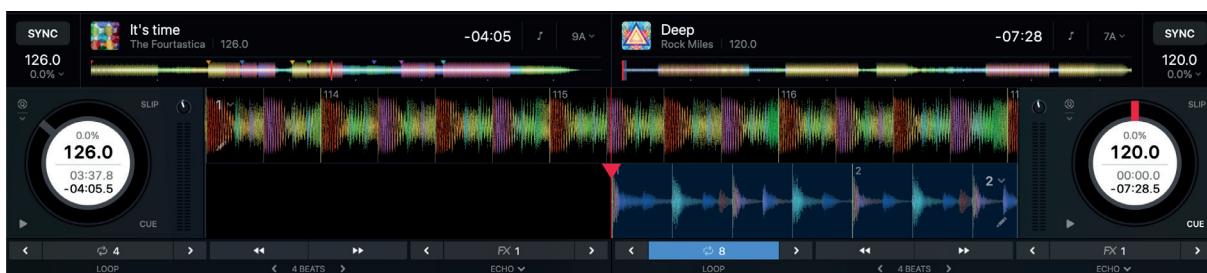 SYNC
126.0
0.0%
It's time
The Fourtastica 126.0
-04:05
9A
Deep
Rock Miles 120.0
-07:28
7A
SYNC
120.0
0.0%
SLIP
0.0%
126.0
03:37.8
-04:05.5
CUE
1
114
115
116
11
1
2
2
SLIP
0.0%
120.0
00:00.0
-07:28.5
CUE
4
LOOP
4 BEATS
FX 1
ECHO
8
LOOP
4 BEATS
FX 1
ECHO